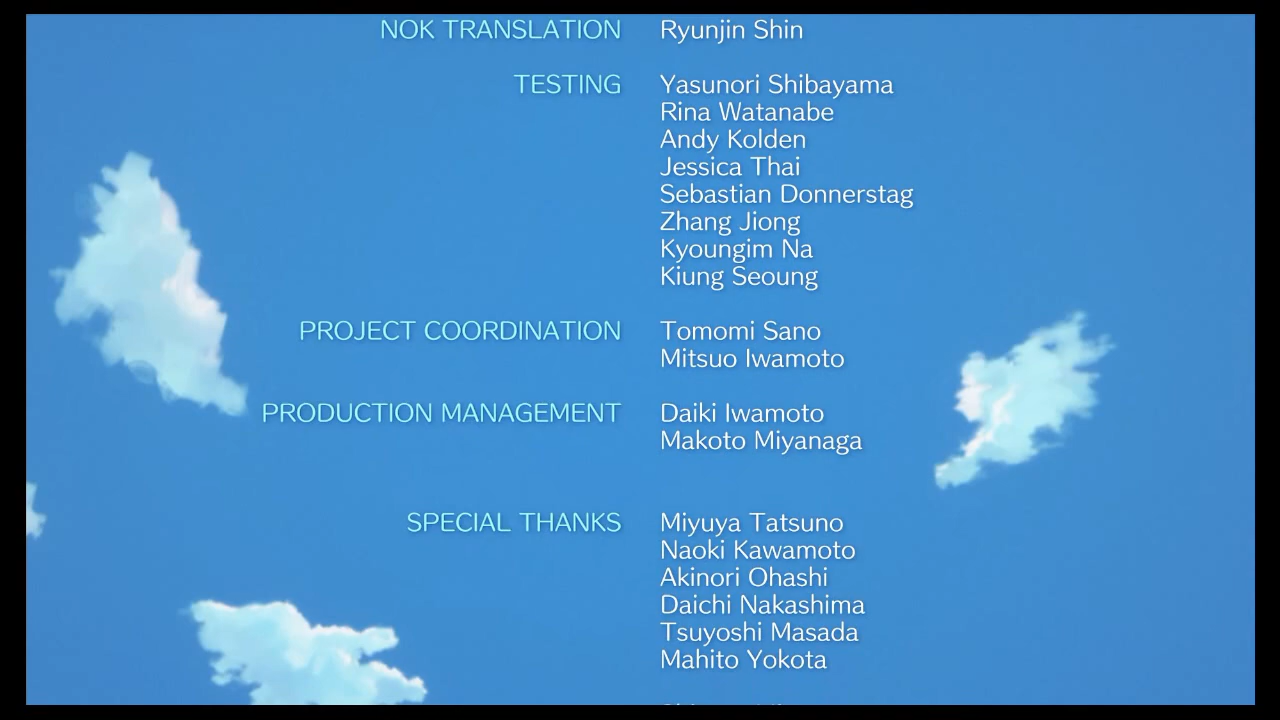 NOK TRANSLATION Ryunjin Shin
TESTING Yasunori Shibayama
Rina Watanabe
Andy Kolden
Jessica Thai
Sebastian Donnerstag
Zhang Jiong
Kyoungim Na
Kiung Seoung
PROJECT COORDINATION Tomomi Sano
Mitsuo Iwamoto
PRODUCTION MANAGEMENT Daiki Iwamoto
Makoto Miyanaga
SPECIAL THANKS Miyuya Tatsuno
Naoki Kawamoto
Akinori Ohashi
Daichi Nakashima
Tsuyoshi Masada
Mahito Yokota